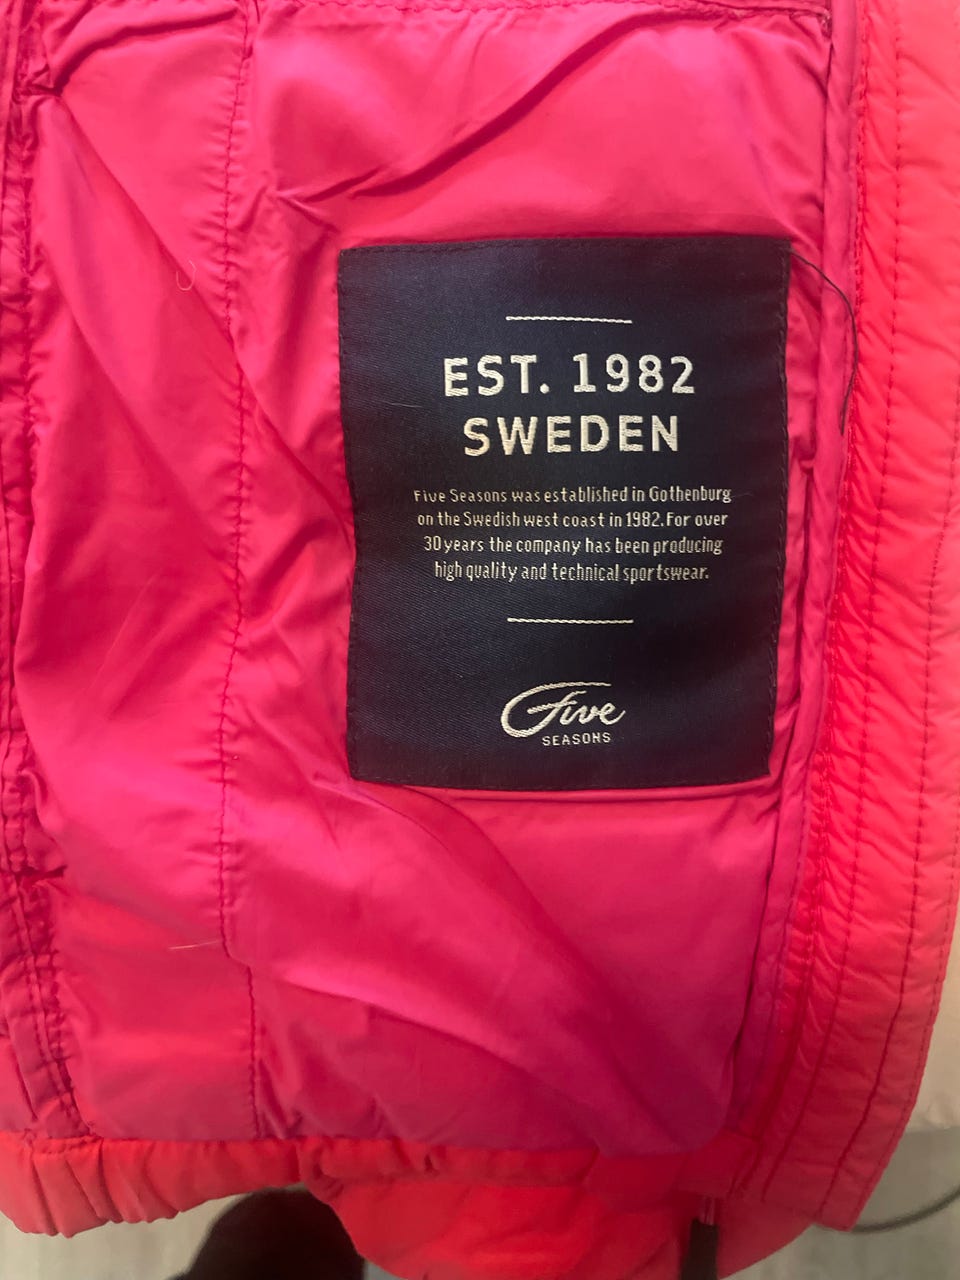 EST. 1982
SWEDEN
Five Seasons was established in Gothenburg
on the Swedish west coast in 1982. For over
30 years the company has been producing
high quality and technical sportswear.
Five
SEASONS